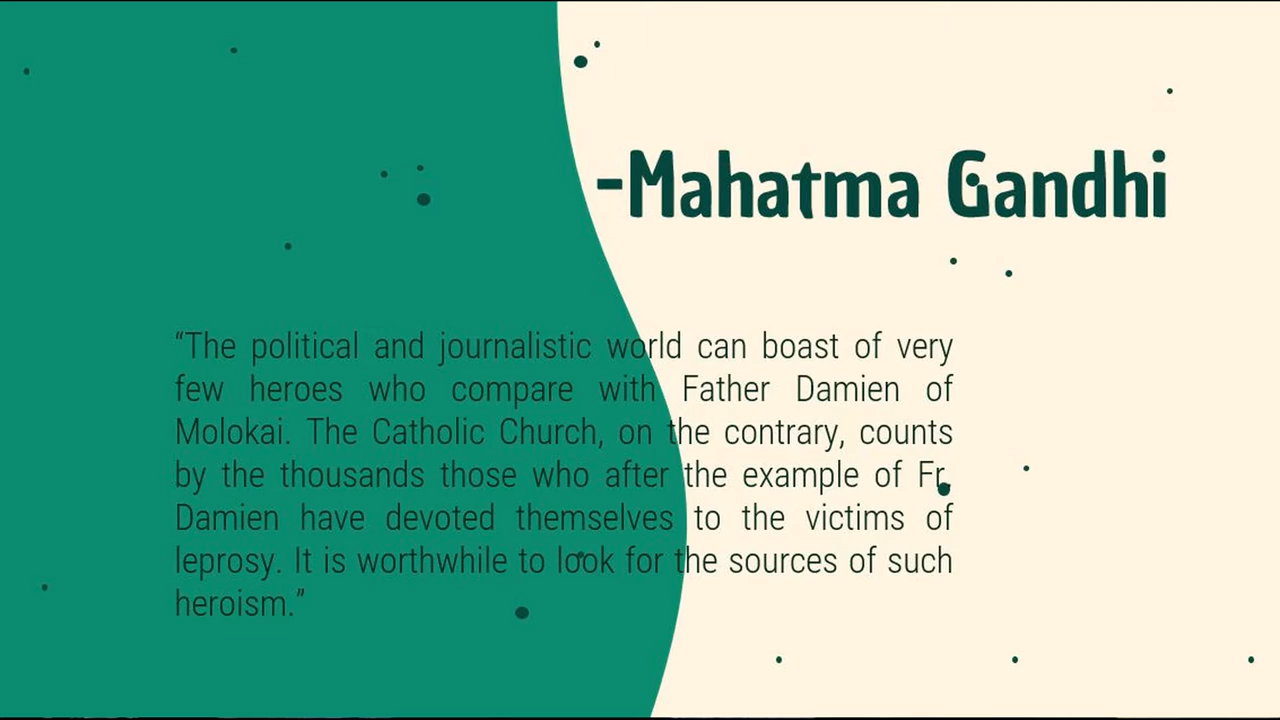 -Mahatma Gandhi
“The political and journalistic world can boast of very
few heroes who compare with Father Damien of
Molokai. The Catholic Church, on the contrary, counts
by the thousands those who after the example of Fr.
Damien have devoted themselves to the victims of
leprosy. It is worthwhile to look for the sources of such
heroism.”